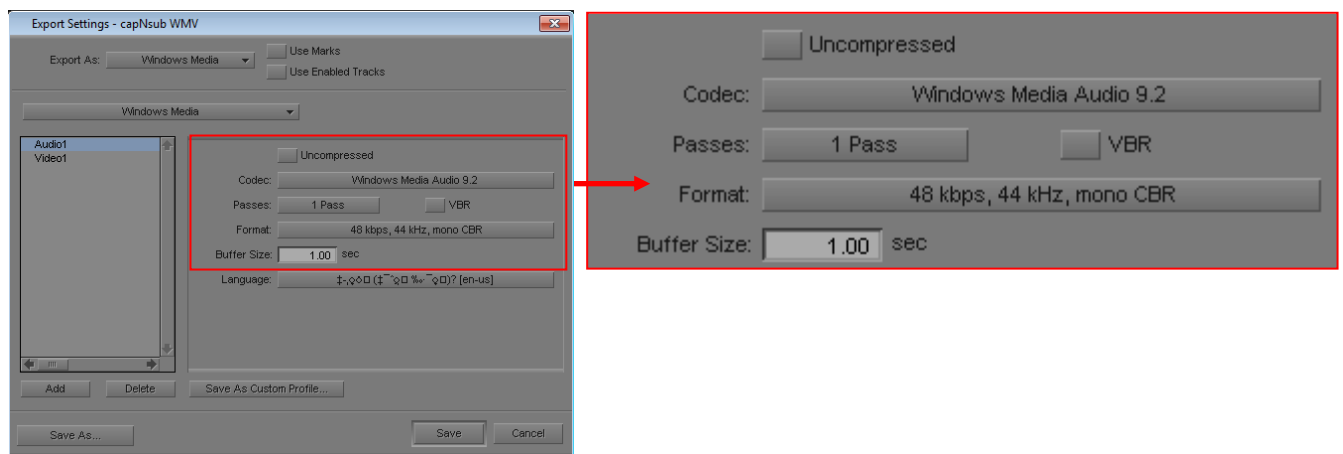 Export Settings - capNsub WMV
Export As: Windows Media
Use Marks
Use Enabled Tracks
Windows Media
Audio1
Video1
Uncompressed
Codec: Windows Media Audio 9.2
Passes: 1 Pass VBR
Format: 48 kbps, 44 kHz, mono CBR
Buffer Size: 1.00 sec
Language: [en-us]
Add Delete Save As Custom Profile...
Save As... Save Cancel
Uncompressed
Codec: Windows Media Audio 9.2
Passes: 1 Pass VBR
Format: 48 kbps, 44 kHz, mono CBR
Buffer Size: 1.00 sec